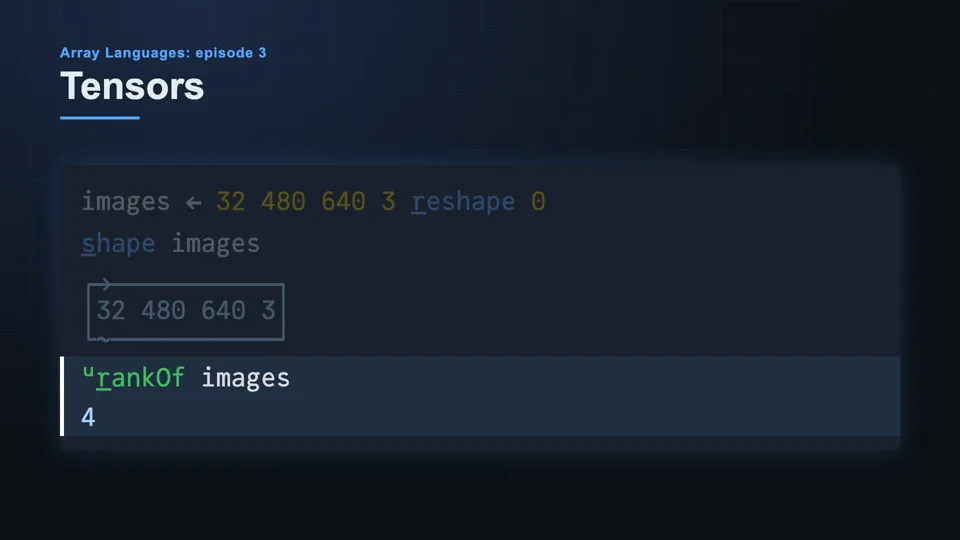 Array Languages: episode 3
Tensors
images ← 32 480 640 3 reshape 0
shape images
32 480 640 3
ᑋrankOf images
4